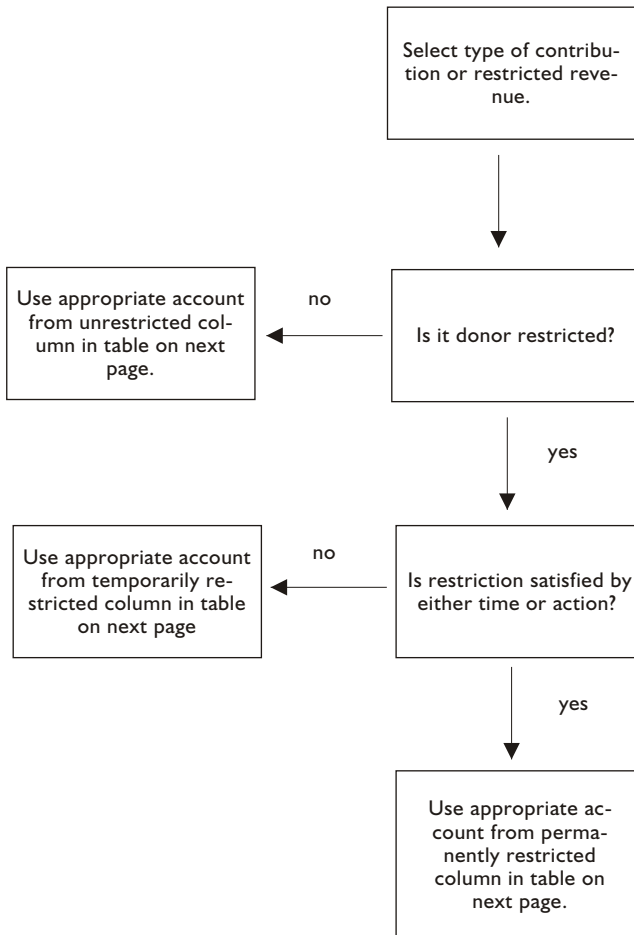 Select type of contribu-
tion or restricted reve-
nue.
Use appropriate account
from unrestricted col-
umn in table on next
page.
no
Is it donor restricted?
yes
Use appropriate account
from temporarily re-
stricted column in table
on next page
no
Is restriction satisfied by
either time or action?
yes
Use appropriate ac-
count from perma-
nently restricted
column in table on
next page.